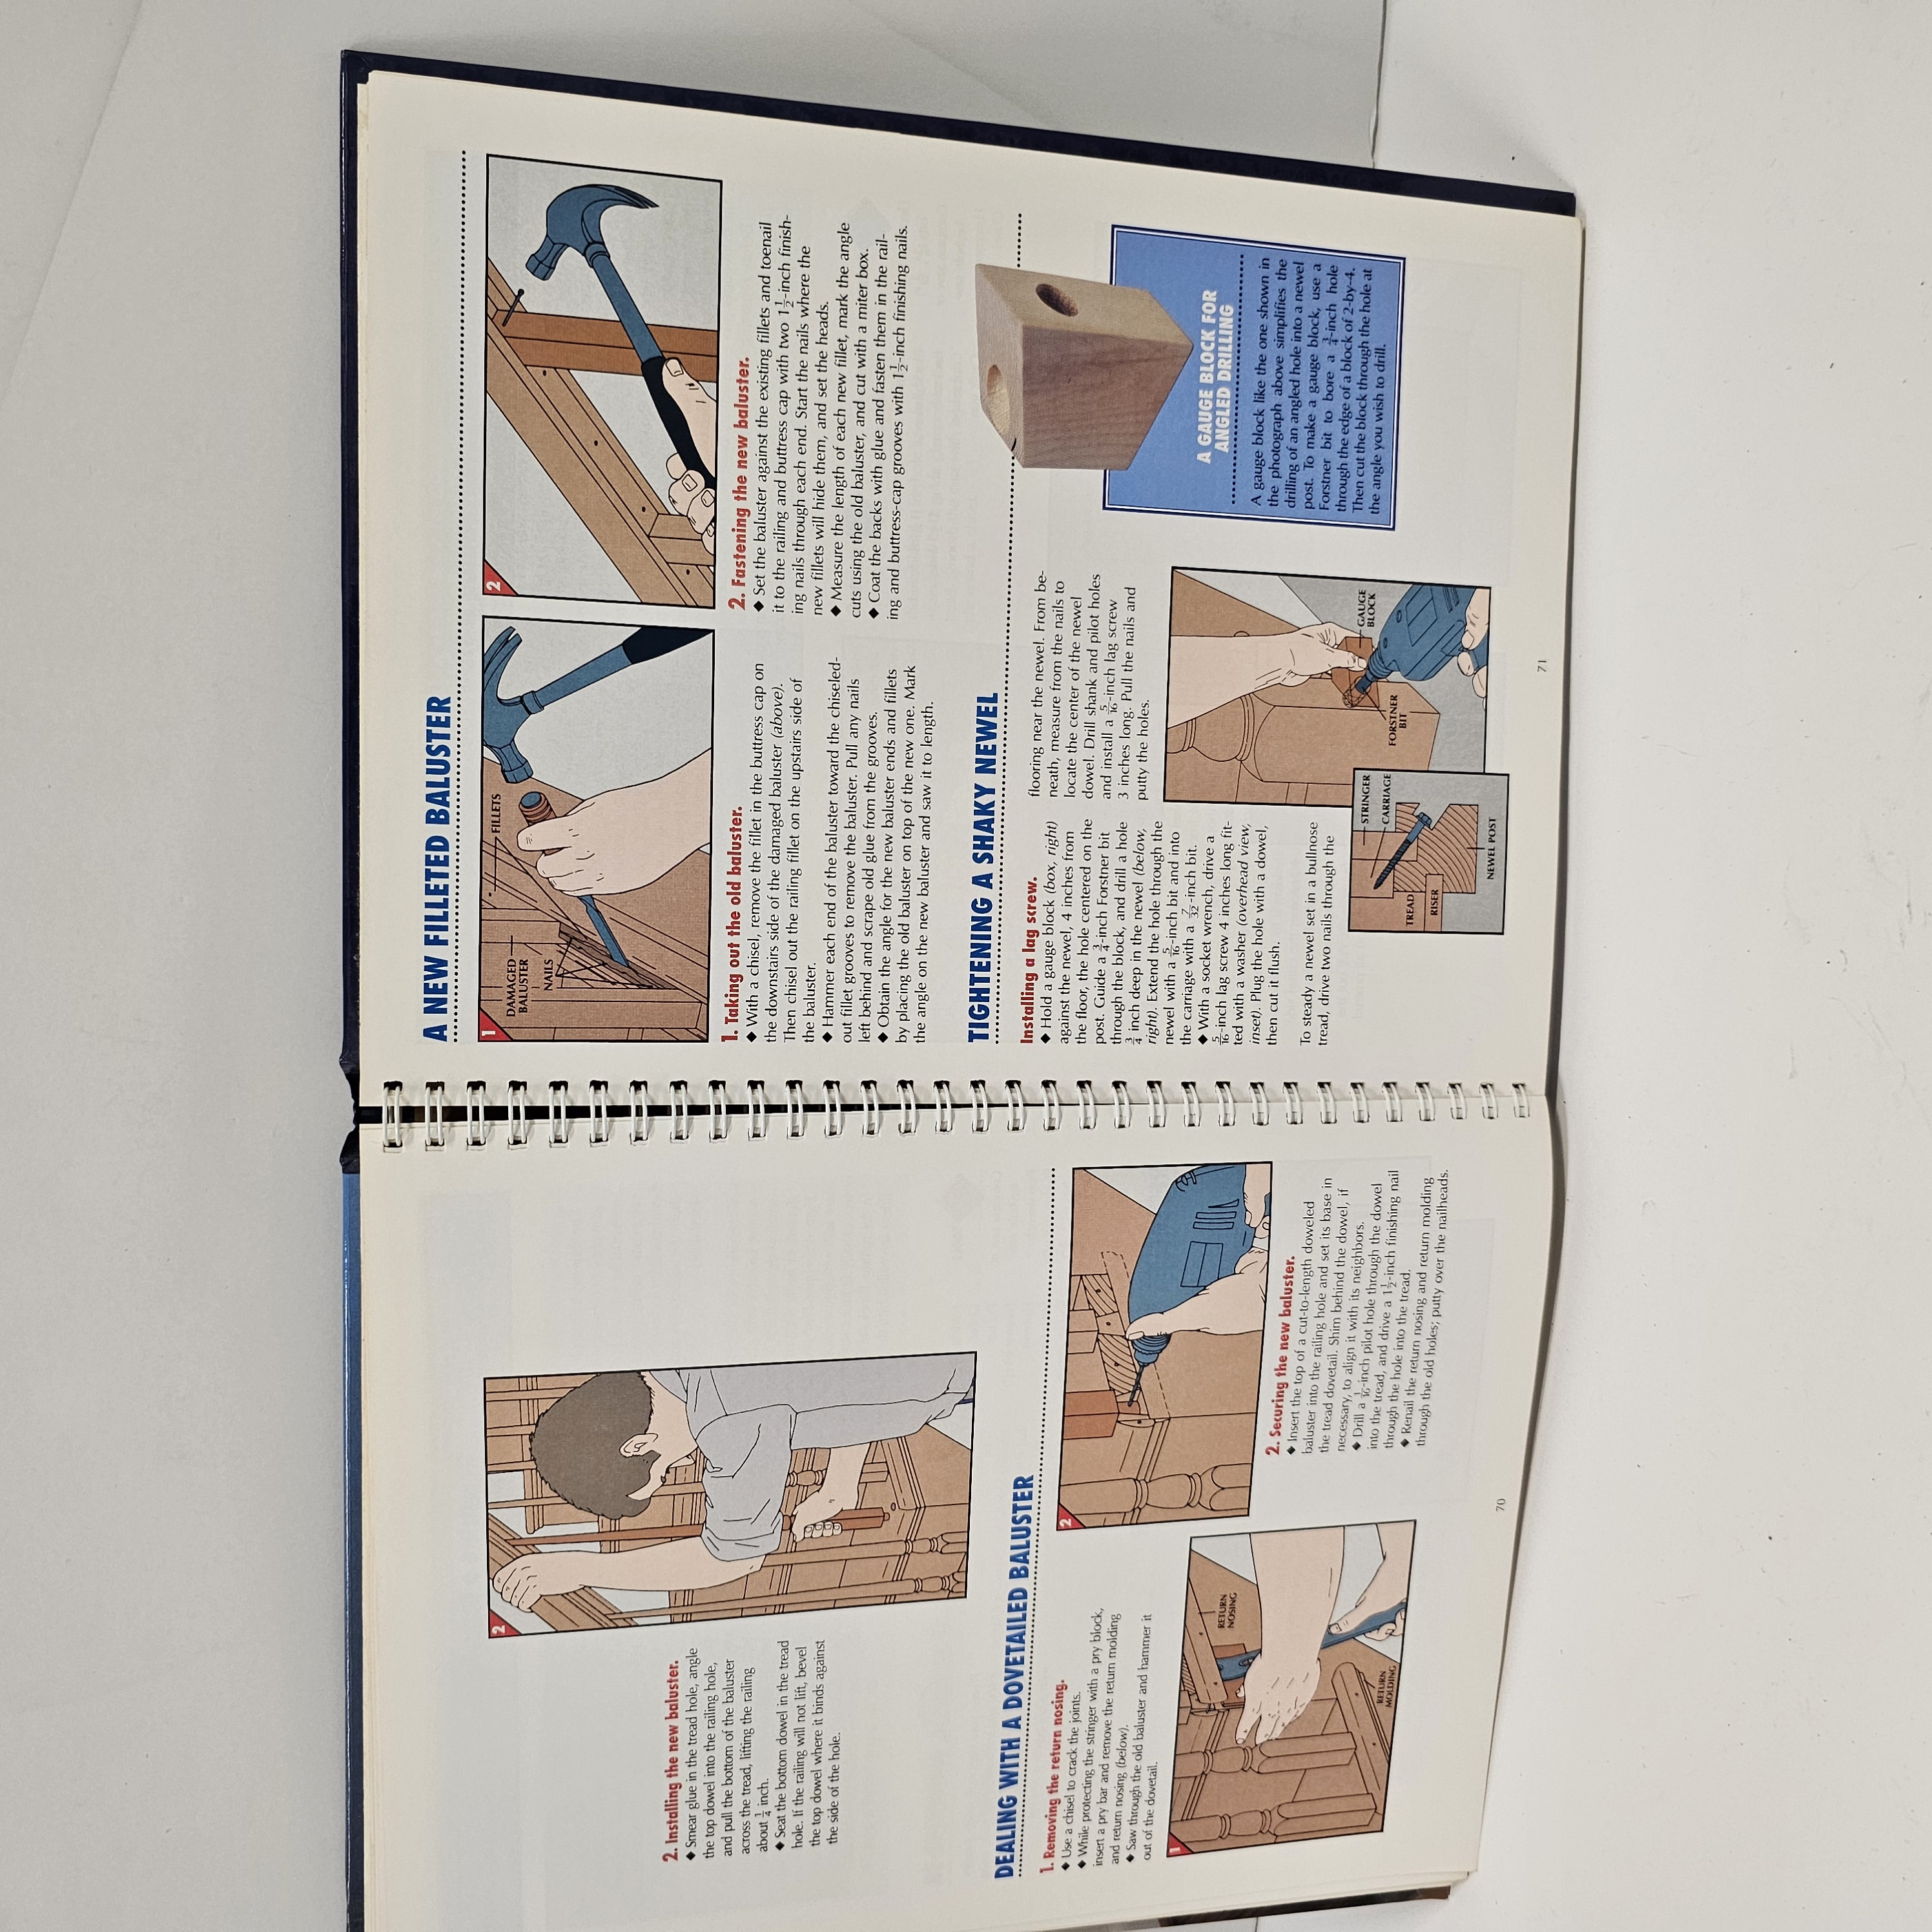 2
2. Installing the new baluster.
◆ Smear glue in the tread hole, angle
the top dowel into the railing hole,
and pull the bottom of the baluster
across the tread, lifting the railing
about 1/4 inch.
◆ Seat the bottom dowel in the tread
hole. If the railing will not lift, bevel
the top dowel where it binds against
the side of the hole.
DEALING WITH A DOVETAILED BALUSTER
1. Removing the return nosing.
◆ Use a chisel to crack the joints.
◆ While protecting the stringer with a pry block,
insert a pry bar and remove the return molding
and return nosing (below).
◆ Saw through the old baluster and hammer it
out of the dovetail.
1
RETURN
NOSING
RETURN
MOLDING
2
2. Securing the new baluster.
◆ Insert the top of a cut-to-length doweled
baluster into the railing hole and set its base in
the tread dovetail. Shim behind the dowel, if
necessary, to align it with its neighbors.
◆ Drill a 1/16-inch pilot hole through the dowel
into the tread, and drive a 1 1/2-inch finishing nail
through the hole into the tread.
◆ Renail the return nosing and return molding
through the old holes; putty over the nailheads.
70
A NEW FILLETED BALUSTER
1
DAMAGED
BALUSTER
NAILS
FILLETS
2
1. Taking out the old baluster.
◆ With a chisel, remove the fillet in the buttress cap on
the downstairs side of the damaged baluster (above).
Then chisel out the railing fillet on the upstairs side of
the baluster.
◆ Hammer each end of the baluster toward the chiseled-
out fillet grooves to remove the baluster. Pull any nails
left behind and scrape old glue from the grooves.
◆ Obtain the angle for the new baluster ends and fillets
by placing the old baluster on top of the new one. Mark
the angle on the new baluster and saw it to length.
2. Fastening the new baluster.
◆ Set the baluster against the existing fillets and toenail
it to the railing and buttress cap with two 1 1/2-inch finish-
ing nails through each end. Start the nails where the
new fillets will hide them, and set the heads.
◆ Measure the length of each new fillet, mark the angle
cuts using the old baluster, and cut with a miter box.
◆ Coat the backs with glue and fasten them in the rail-
ing and buttress-cap grooves with 1 1/2-inch finishing nails.
TIGHTENING A SHAKY NEWEL
Installing a lag screw.
◆ Hold a gauge block (box, right)
against the newel, 4 inches from
the floor, the hole centered on the
post. Guide a 3/4-inch Forstner bit
through the block, and drill a hole
3/4 inch deep in the newel (below,
right). Extend the hole through the
newel with a 5/16-inch bit and into
the carriage with a 7/32-inch bit.
◆ With a socket wrench, drive a
5/16-inch lag screw 4 inches long fit-
ted with a washer (overhead view,
inset). Plug the hole with a dowel,
then cut it flush.
To steady a newel set in a bullnose
tread, drive two nails through the
flooring near the newel. From be-
neath, measure from the nails to
locate the center of the newel
dowel. Drill shank and pilot holes
and install a 5/16-inch lag screw
3 inches long. Pull the nails and
putty the holes.
STRINGER
CARRIAGE
TREAD
RISER
NEWEL POST
FORSTNER
BIT
GAUGE
BLOCK
A GAUGE BLOCK FOR
ANGLED DRILLING
A gauge block like the one shown in
the photograph above simplifies the
drilling of an angled hole into a newel
post. To make a gauge block, use a
Forstner bit to bore a 3/4-inch hole
through the edge of a block of 2-by-4.
Then cut the block through the hole at
the angle you wish to drill.
71